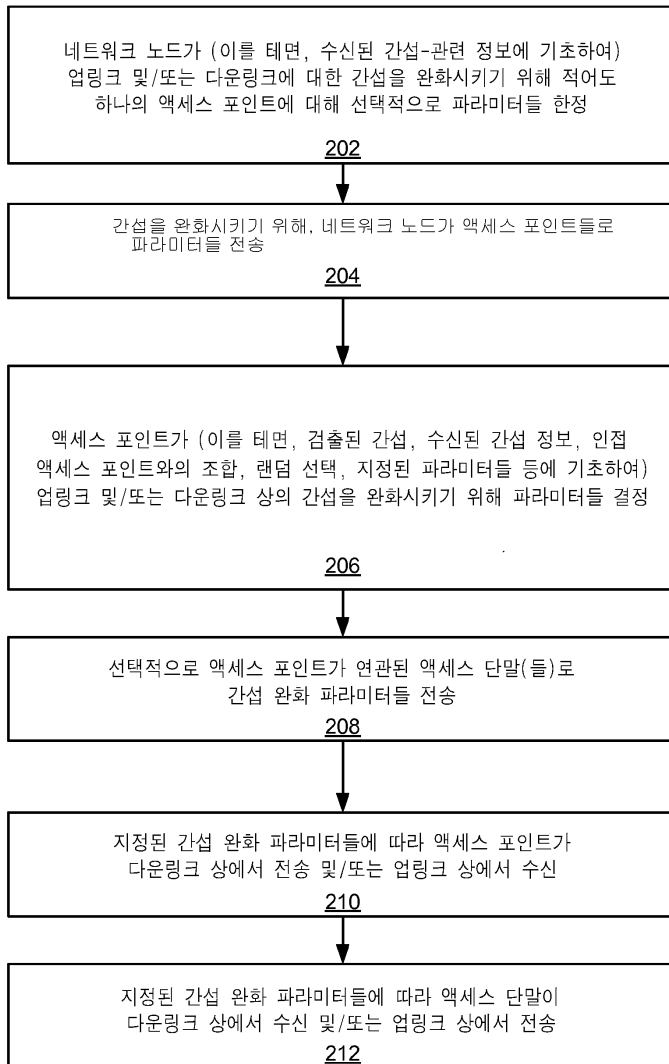 네트워크 노드가 (이를 테면, 수신된 간섭-관련 정보에 기초하여)
업링크 및/또는 다운링크에 대한 간섭을 완화시키기 위해 적어도
하나의 액세스 포인트에 대해 선택적으로 파라미터들 한정
202
간섭을 완화시키기 위해, 네트워크 노드가 액세스 포인트들로
파라미터들 전송
204
액세스 포인트가 (이를 테면, 검출된 간섭, 수신된 간섭 정보, 인접
액세스 포인트와의 조합, 랜덤 선택, 지정된 파라미터들 등에 기초하여)
업링크 및/또는 다운링크 상의 간섭을 완화시키기 위해 파라미터들 결정
206
선택적으로 액세스 포인트가 연관된 액세스 단말(들)로
간섭 완화 파라미터들 전송
208
지정된 간섭 완화 파라미터들에 따라 액세스 포인트가
다운링크 상에서 전송 및/또는 업링크 상에서 수신
210
지정된 간섭 완화 파라미터들에 따라 액세스 단말이
다운링크 상에서 수신 및/또는 업링크 상에서 전송
212